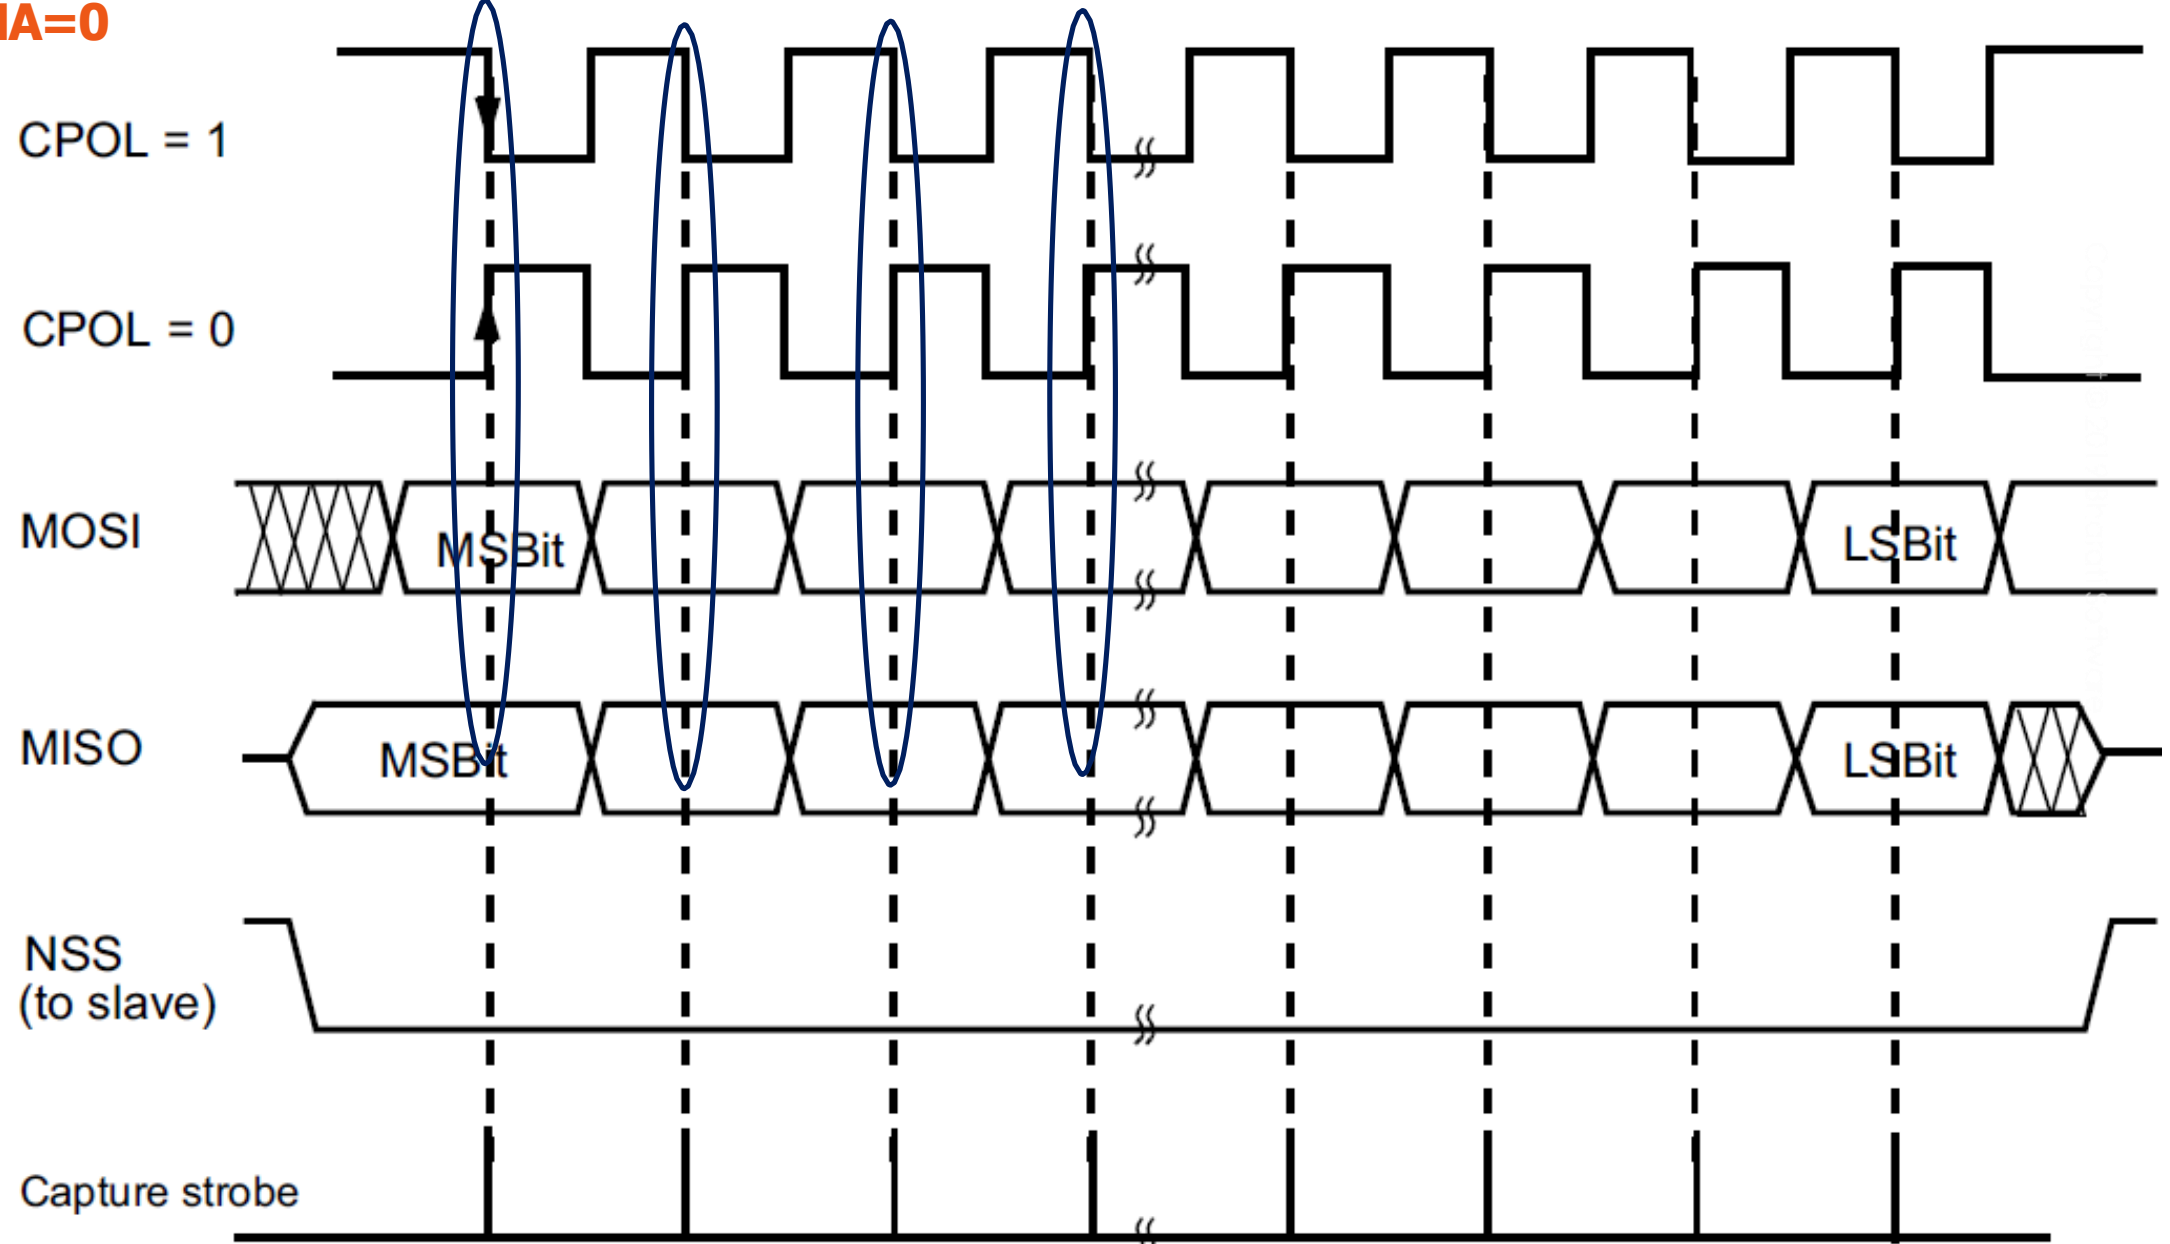 IA=0
CPOL = 1
CPOL = 0
MOSI
MSBit
LSBit
MISO
MSBit
LSBit
NSS
(to slave)
Capture strobe